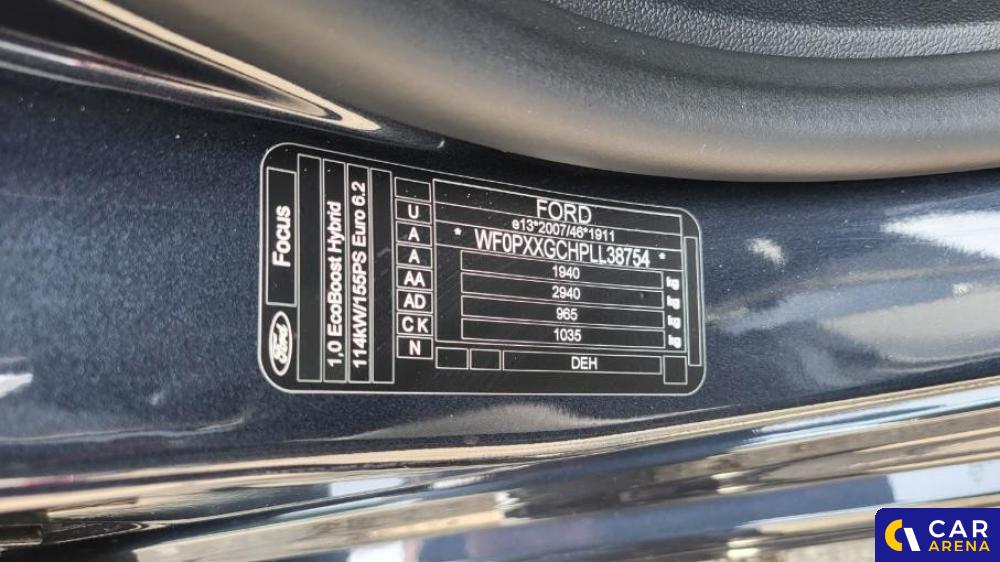 Ford
Focus
1,0 EcoBoost Hybrid
114kW/155PS Euro 6.2
U
A
A
AA
AD
C K
N
FORD
e13*2007/46*1911
* WF0PXXGCHPLL38754 *
1940 kg
2940 kg
965 kg
1035 kg
DEH
CAR
ARENA